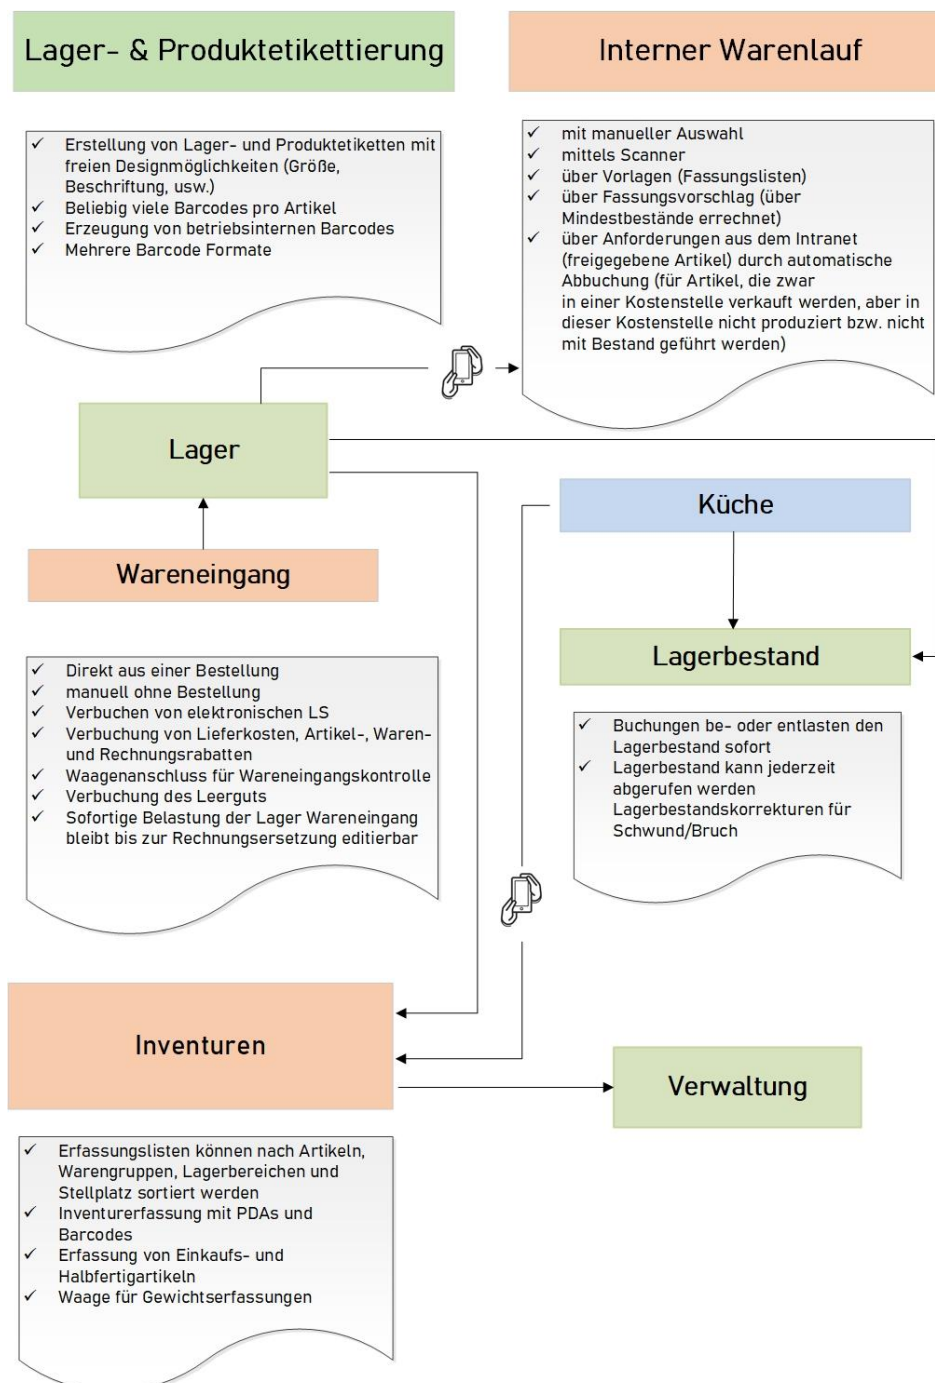 Lager- & Produktetikettierung
Erstellung von Lager- und Produktetiketten mit
freien Designmöglichkeiten (Größe,
Beschriftung, usw.)
Beliebig viele Barcodes pro Artikel
Erzeugung von betriebsinternen Barcodes
Mehrere Barcode Formate
Interner Warenlauf
mit manueller Auswahl
mittels Scanner
über Vorlagen (Fassungslisten)
über Fassungsvorschlag (über
Mindestbestände errechnet)
über Anforderungen aus dem Intranet
(freigegebene Artikel) durch automatische
Abbuchung (für Artikel, die zwar
in einer Kostenstelle verkauft werden, aber in
dieser Kostenstelle nicht produziert bzw. nicht
mit Bestand geführt werden)
Lager
Küche
Wareneingang
Direkt aus einer Bestellung
manuell ohne Bestellung
Verbuchen von elektronischen LS
Verbuchung von Lieferkosten, Artikel-, Waren-
und Rechnungsrabatten
Waagenanschluss für Wareneingangskontrolle
Verbuchung des Leerguts
Sofortige Belastung der Lager Wareneingang
bleibt bis zur Rechnungsersetzung editierbar
Lagerbestand
Buchungen be- oder entlasten den
Lagerbestand sofort
Lagerbestand kann jederzeit
abgerufen werden
Lagerbestandskorrekturen für
Schwund/Bruch
Inventuren
Verwaltung
Erfassungslisten können nach Artikeln,
Warengruppen, Lagerbereichen und
Stellplatz sortiert werden
Inventurerfassung mit PDAs und
Barcodes
Erfassung von Einkaufs- und
Halbfertigartikeln
Waage für Gewichtserfassungen